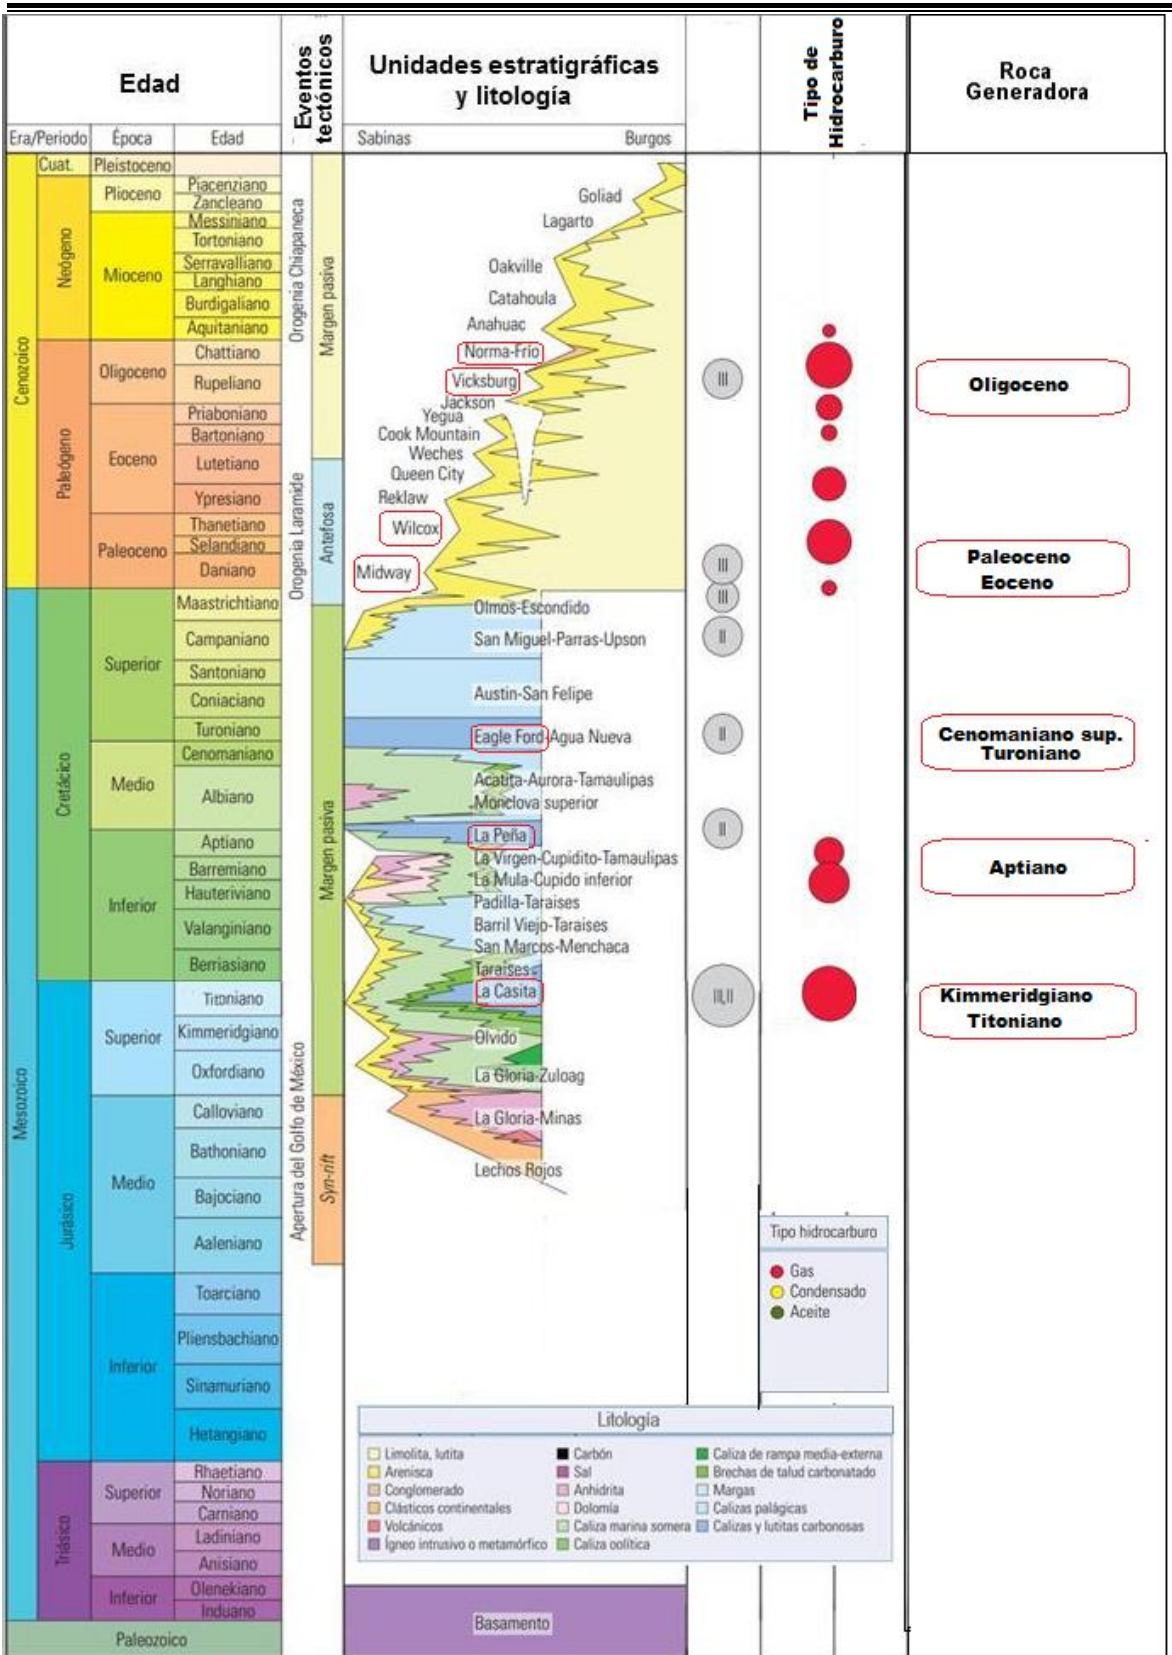 Edad
Eventos
tectónicos
Unidades estratigráficas
y litología
Tipo de
Hidrocarburo
Roca
Generadora
Era/Periodo
Época
Edad
Sabinas
Burgos
Cenozoico
Mesozoico
Cuat.
Neógeno
Paleógeno
Cretácico
Jurásico
Triásico
Pleistoceno
Plioceno
Mioceno
Oligoceno
Eoceno
Paleoceno
Superior
Medio
Inferior
Superior
Medio
Inferior
Superior
Medio
Inferior
Paleozoico
Piacenziano
Zancleano
Messiniano
Tortoniano
Serravalliano
Langhiano
Burdigaliano
Aquitaniano
Chattiano
Rupeliano
Priaboniano
Bartoniano
Lutetiano
Ypresiano
Thanetiano
Selandiano
Daniano
Maastrichtiano
Campaniano
Santoniano
Coniaciano
Turoniano
Cenomaniano
Albiano
Aptiano
Barremiano
Hauteriviano
Valanginiano
Berriasiano
Titoniano
Kimmeridgiano
Oxfordiano
Calloviano
Bathoniano
Bajociano
Aaleniano
Toarciano
Pliensbachiano
Sinamuriano
Hetangiano
Rhaetiano
Noriano
Carniano
Ladiniano
Anisiano
Olenekiano
Induano
Orogenia Chiapaneca
Orogenia Laramide
Apertura del Golfo de México
Margen pasiva
Antefosa
Margen pasiva
Syn-rift
Goliad
Lagarto
Oakville
Catahoula
Anahuac
Norma-Frio
Vicksburg
Jackson
Yegua
Cook Mountain
Weches
Queen City
Reklaw
Wilcox
Midway
Olmos-Escondido
San Miguel-Parras-Upson
Austin-San Felipe
Eagle Ford-Agua Nueva
Acatita-Aurora-Tamaulipas
Monclova superior
La Peña
La Virgen-Cupidito-Tamaulipas
La Mula-Cupido inferior
Padilla-Taraises
Barril Viejo-Taraises
San Marcos-Menchaca
Taraises
La Casita
Olvido
La Gloria-Zuloag
La Gloria-Minas
Lechos Rojos
Basamento
III
III
III
II
II
II
III,II
Oligoceno
Paleoceno
Eoceno
Cenomaniano sup.
Turoniano
Aptiano
Kimmeridgiano
Titoniano
Tipo hidrocarburo
Gas
Condensado
Aceite
Litología
Limolita, lutita
Arenisca
Conglomerado
Clásticos continentales
Volcánicos
Ígneo intrusivo o metamórfico
Carbón
Sal
Anhidrita
Dolomía
Caliza marina somera
Caliza oolítica
Caliza de rampa media-externa
Brechas de talud carbonatado
Margas
Calizas palágicas
Calizas y lutitas carbonosas